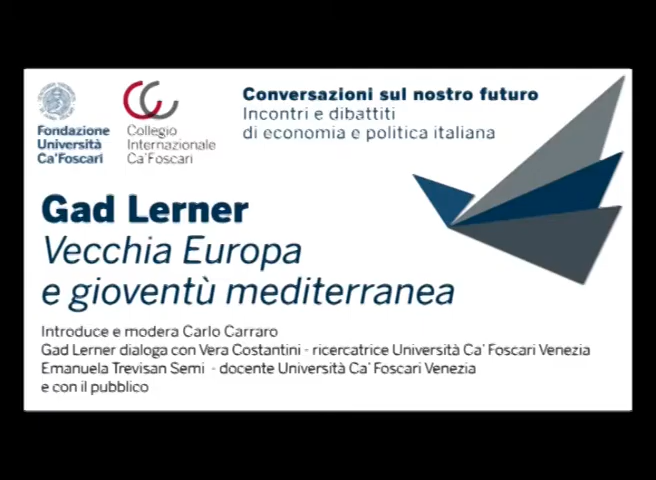 Fondazione
Università
Ca'Foscari
Collegio
Internazionale
Ca'Foscari
Conversazioni sul nostro futuro
Incontri e dibattiti
di economia e politica italiana
Gad Lerner
Vecchia Europa
e gioventù mediterranea
Introduce e modera Carlo Carraro
Gad Lerner dialoga con Vera Costantini - ricercatrice Università Ca' Foscari Venezia
Emanuela Trevisan Semi - docente Università Ca' Foscari Venezia
e con il pubblico